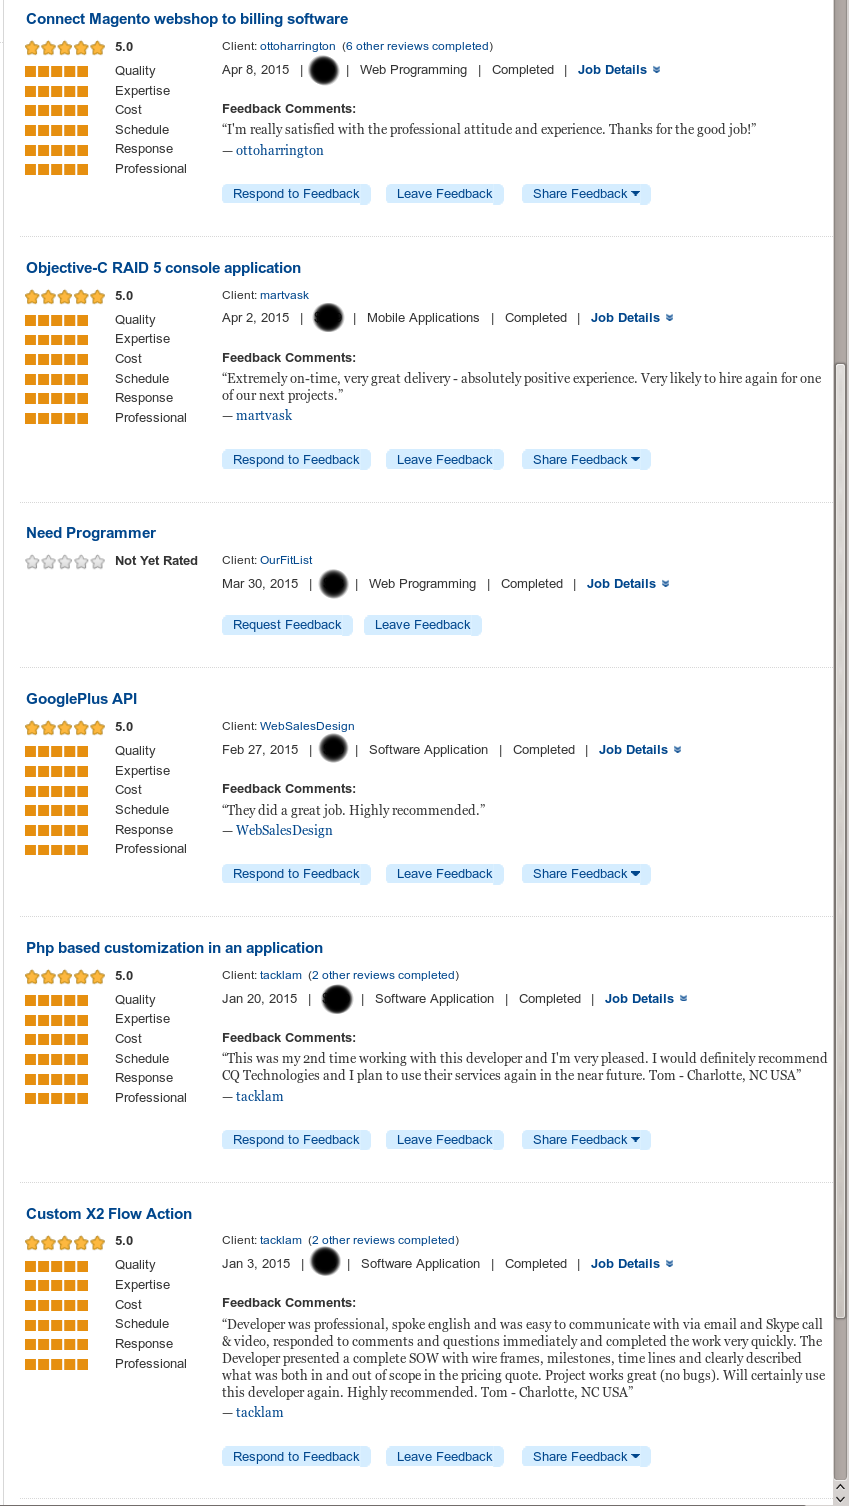 Connect Magento webshop to billing software
5.0 Client: ottoharrington (6 other reviews completed)
Quality Apr 8, 2015 | | Web Programming | Completed | Job Details
Expertise
Cost Feedback Comments:
Schedule “I'm really satisfied with the professional attitude and experience. Thanks for the good job!”
Response — ottoharrington
Professional
Respond to Feedback Leave Feedback Share Feedback
Objective-C RAID 5 console application
5.0 Client: martvask
Quality Apr 2, 2015 | | Mobile Applications | Completed | Job Details
Expertise
Cost Feedback Comments:
Schedule “Extremely on-time, very great delivery - absolutely positive experience. Very likely to hire again for one
Response of our next projects.”
Professional — martvask
Respond to Feedback Leave Feedback Share Feedback
Need Programmer
Not Yet Rated Client: OurFitList
Mar 30, 2015 | | Web Programming | Completed | Job Details
Request Feedback Leave Feedback
GooglePlus API
5.0 Client: WebSalesDesign
Quality Feb 27, 2015 | | Software Application | Completed | Job Details
Expertise
Cost Feedback Comments:
Schedule “They did a great job. Highly recommended.”
Response — WebSalesDesign
Professional
Respond to Feedback Leave Feedback Share Feedback
Php based customization in an application
5.0 Client: tacklam (2 other reviews completed)
Quality Jan 20, 2015 | | Software Application | Completed | Job Details
Expertise
Cost Feedback Comments:
Schedule “This was my 2nd time working with this developer and I'm very pleased. I would definitely recommend
Response CQ Technologies and I plan to use their services again in the near future. Tom - Charlotte, NC USA”
Professional — tacklam
Respond to Feedback Leave Feedback Share Feedback
Custom X2 Flow Action
5.0 Client: tacklam (2 other reviews completed)
Quality Jan 3, 2015 | | Software Application | Completed | Job Details
Expertise
Cost Feedback Comments:
Schedule “Developer was professional, spoke english and was easy to communicate with via email and Skype call
Response & video, responded to comments and questions immediately and completed the work very quickly. The
Professional Developer presented a complete SOW with wire frames, milestones, time lines and clearly described
what was both in and out of scope in the pricing quote. Project works great (no bugs). Will certainly use
this developer again. Highly recommended. Tom - Charlotte, NC USA”
— tacklam
Respond to Feedback Leave Feedback Share Feedback